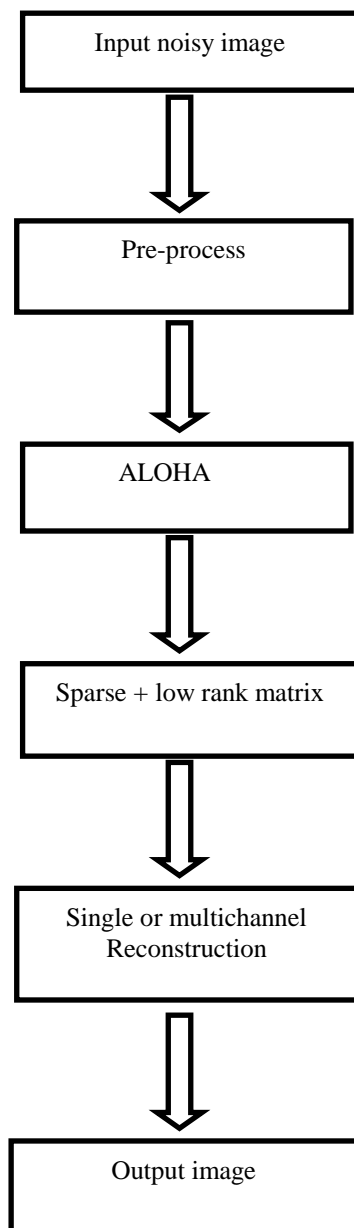 Input noisy image
Pre-process
ALOHA
Sparse + low rank matrix
Single or multichannel
Reconstruction
Output image